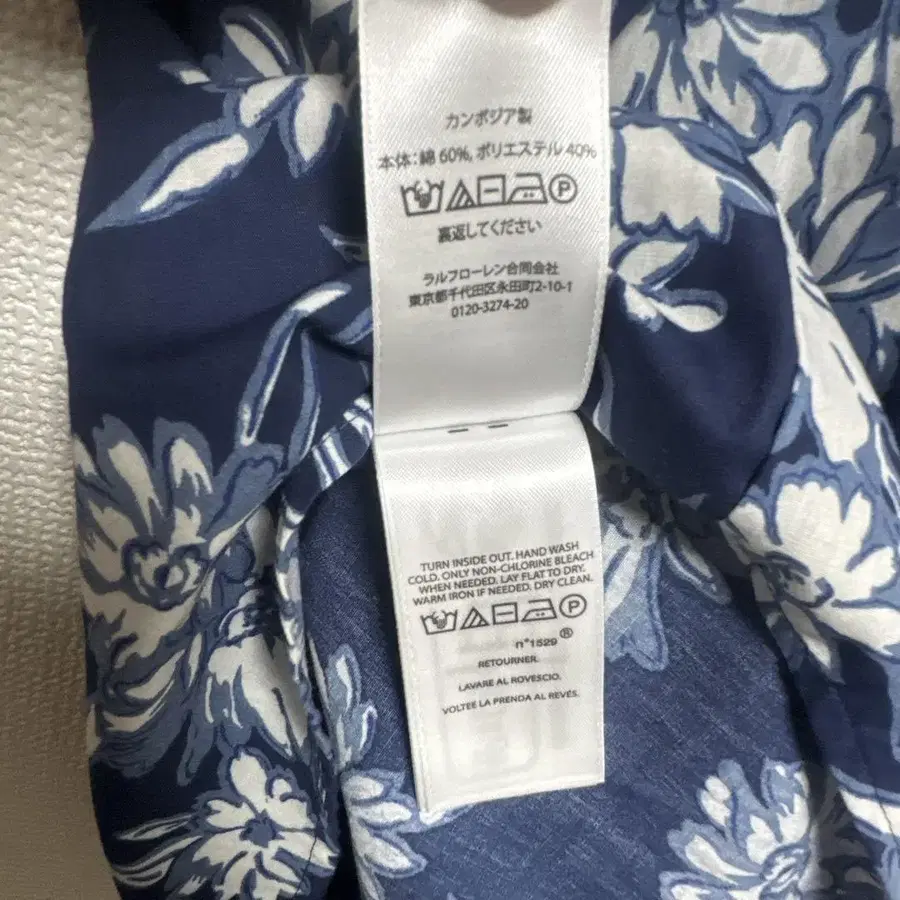 カンボジア製
本体：綿 60%, ポリエステル 40%
P
裏返してください
ラルフローレン合同会社
東京都千代田区永田町2-10-1
0120-3274-20
TURN INSIDE OUT. HAND WASH
COLD. ONLY NON-CHLORINE BLEACH
WHEN NEEDED. LAY FLAT TO DRY.
WARM IRON IF NEEDED. DRY CLEAN.
P
n°1529 ®
RETOURNER.
LAVARE AL ROVESCIO.
VOLTEE LA PRENDA AL REVÉS.